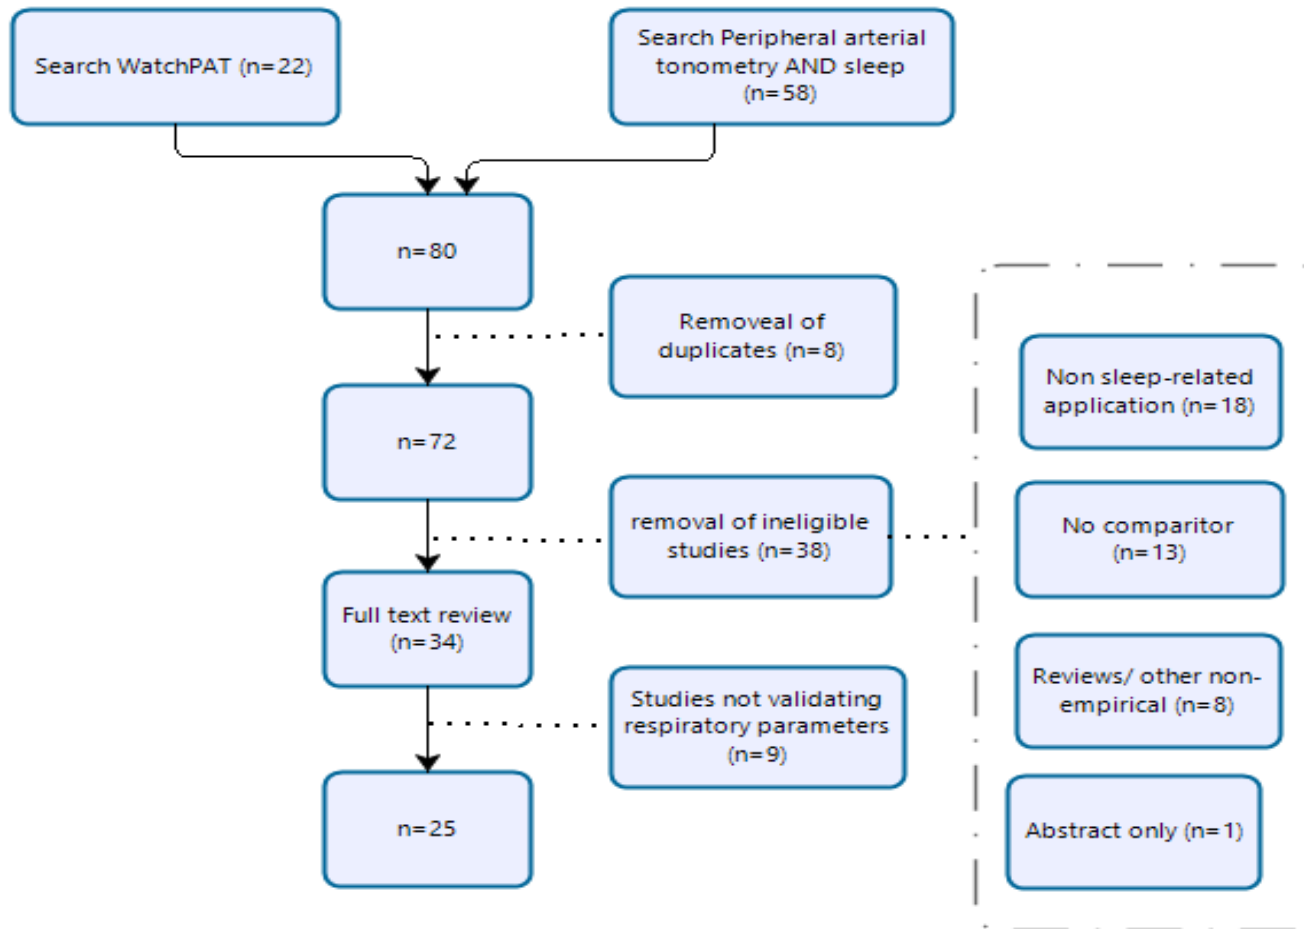 Search WatchPAT (n=22)
Search Peripheral arterial
tonometry AND sleep
(n=58)
n=80
Removeal of
duplicates (n=8)
n=72
removal of ineligible
studies (n=38)
Non sleep-related
application (n=18)
No comparitor
(n=13)
Reviews/ other non-
empirical (n=8)
Abstract only (n=1)
Full text review
(n=34)
Studies not validating
respiratory parameters
(n=9)
n=25